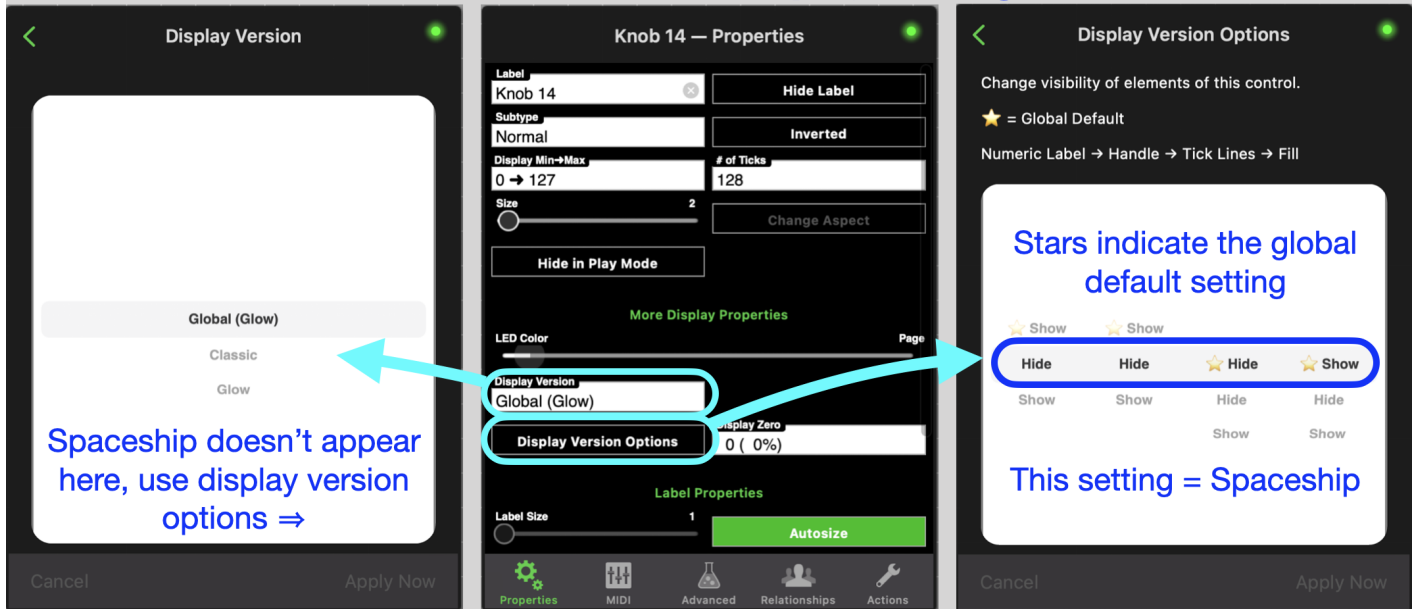 Display Version
Global (Glow)
Classic
Glow
Spaceship doesn't appear
here, use display version
options ⇒
Cancel
Apply Now
Knob 14 — Properties
Label
Knob 14
Hide Label
Subtype
Normal
Inverted
Display Min→Max
0 → 127
# of Ticks
128
Size
2
Change Aspect
Hide in Play Mode
More Display Properties
LED Color
Page
Display Version
Global (Glow)
Display Version Options
Display Zero
0 ( 0%)
Label Properties
Label Size
1
Autosize
Properties
MIDI
Advanced
Relationships
Actions
Display Version Options
Change visibility of elements of this control.
⭐ = Global Default
Numeric Label → Handle → Tick Lines → Fill
Stars indicate the global
default setting
⭐ Show ⭐ Show
Hide Hide ⭐ Hide ⭐ Show
Show Show Hide Hide
Show Show
This setting = Spaceship
Cancel
Apply Now